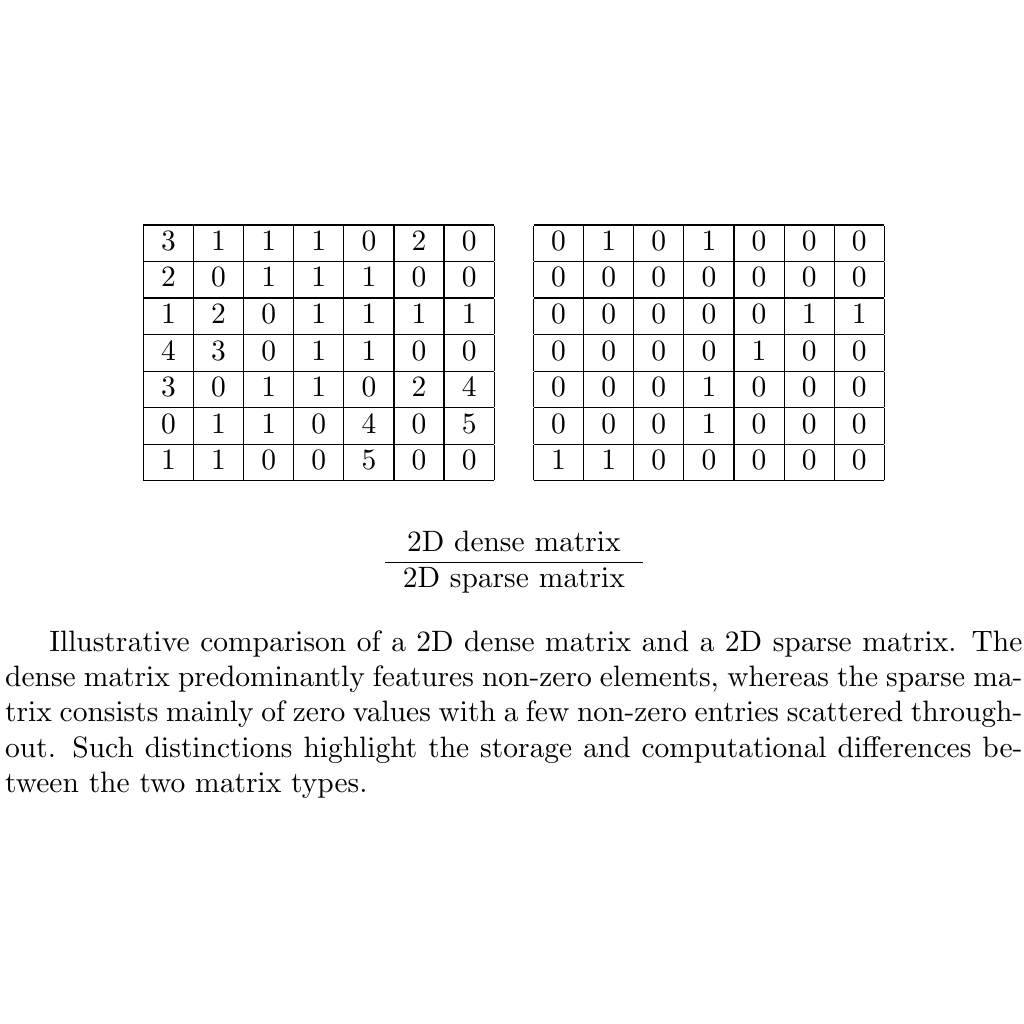 3 1 1 1 0 2 0 0 1 0 1 0 0 0
2 0 1 1 1 0 0 0 0 0 0 0 0 0
1 2 0 1 1 1 1 0 0 0 0 0 1 1
4 3 0 1 1 0 0 0 0 0 0 1 0 0
3 0 1 1 0 2 4 0 0 0 1 0 0 0
0 1 1 0 4 0 5 0 0 0 1 0 0 0
1 1 0 0 5 0 0 1 1 0 0 0 0 0
2D dense matrix
2D sparse matrix
Illustrative comparison of a 2D dense matrix and a 2D sparse matrix. The
dense matrix predominantly features non-zero elements, whereas the sparse ma-
trix consists mainly of zero values with a few non-zero entries scattered through-
out. Such distinctions highlight the storage and computational differences be-
tween the two matrix types.